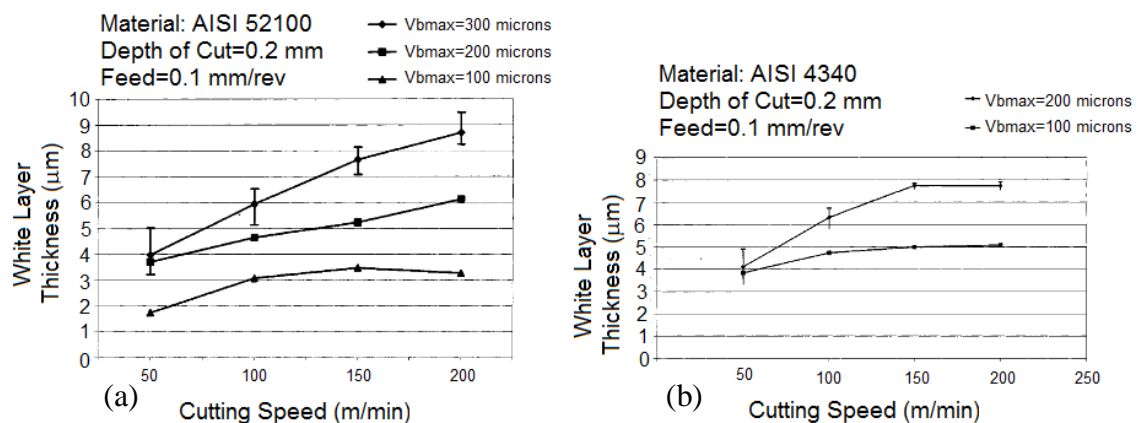 Material: AISI 52100
Depth of Cut=0.2 mm
Feed=0.1 mm/rev
Vbmax=300 microns
Vbmax=200 microns
Vbmax=100 microns
White Layer
Thickness (µm)
10
9
8
7
6
5
4
3
2
1
0
50 100 150 200
(a)
Cutting Speed (m/min)
Material: AISI 4340
Depth of Cut=0.2 mm
Feed=0.1 mm/rev
Vbmax=200 microns
Vbmax=100 microns
White Layer
Thickness (µm)
9
8
7
6
5
4
3
2
1
0
50 100 150 200 250
(b)
Cutting Speed (m/min)